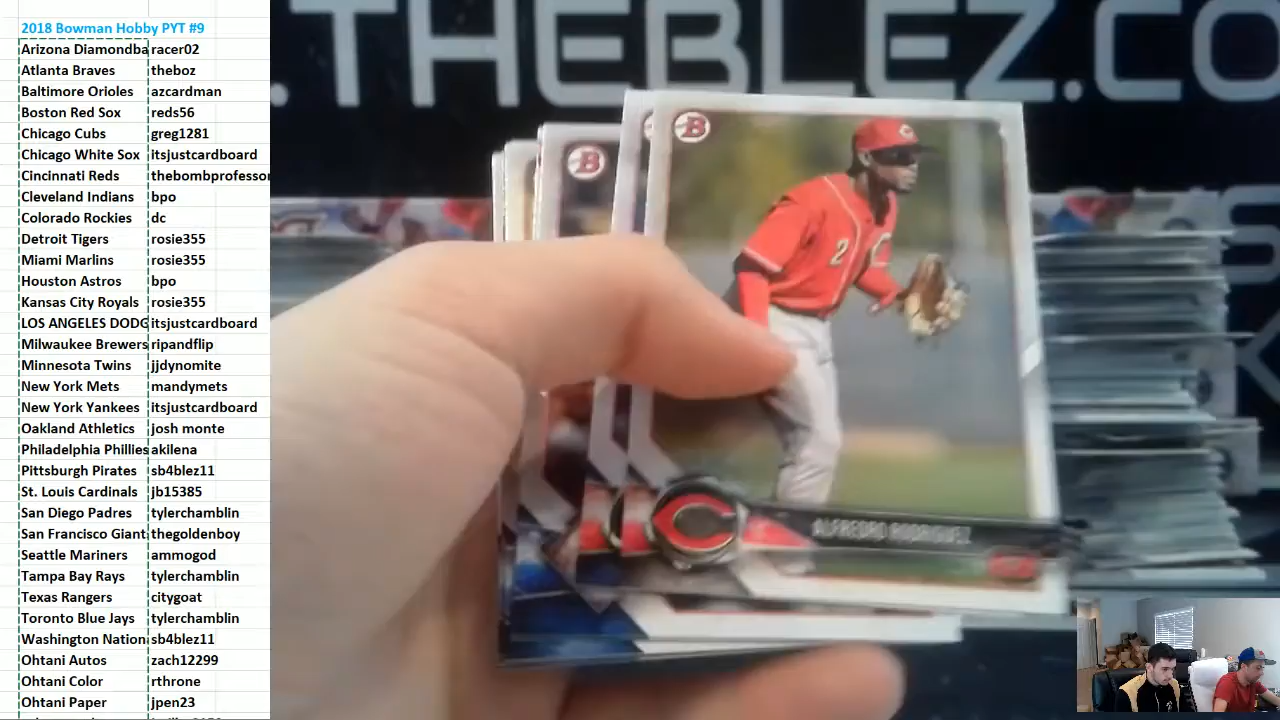 2018 Bowman Hobby PYT #9
Arizona Diamondba racer02
Atlanta Braves theboz
Baltimore Orioles azcardman
Boston Red Sox reds56
Chicago Cubs greg1281
Chicago White Sox itsjustcardboard
Cincinnati Reds thebombprofessor
Cleveland Indians bpo
Colorado Rockies dc
Detroit Tigers rosie355
Miami Marlins rosie355
Houston Astros bpo
Kansas City Royals rosie355
LOS ANGELES DODG itsjustcardboard
Milwaukee Brewers ripandflip
Minnesota Twins jjdynomite
New York Mets mandymets
New York Yankees itsjustcardboard
Oakland Athletics josh monte
Philadelphia Phillies akilena
Pittsburgh Pirates sb4blez11
St. Louis Cardinals jb15385
San Diego Padres tylerchamblin
San Francisco Giant thegoldenboy
Seattle Mariners ammogod
Tampa Bay Rays tylerchamblin
Texas Rangers citygoat
Toronto Blue Jays tylerchamblin
Washington Nation sb4blez11
Ohtani Autos zach12299
Ohtani Color rthrone
Ohtani Paper jpen23
.THEBLEZ.CO
B
B
2
ALFREDO RODRIGUEZ